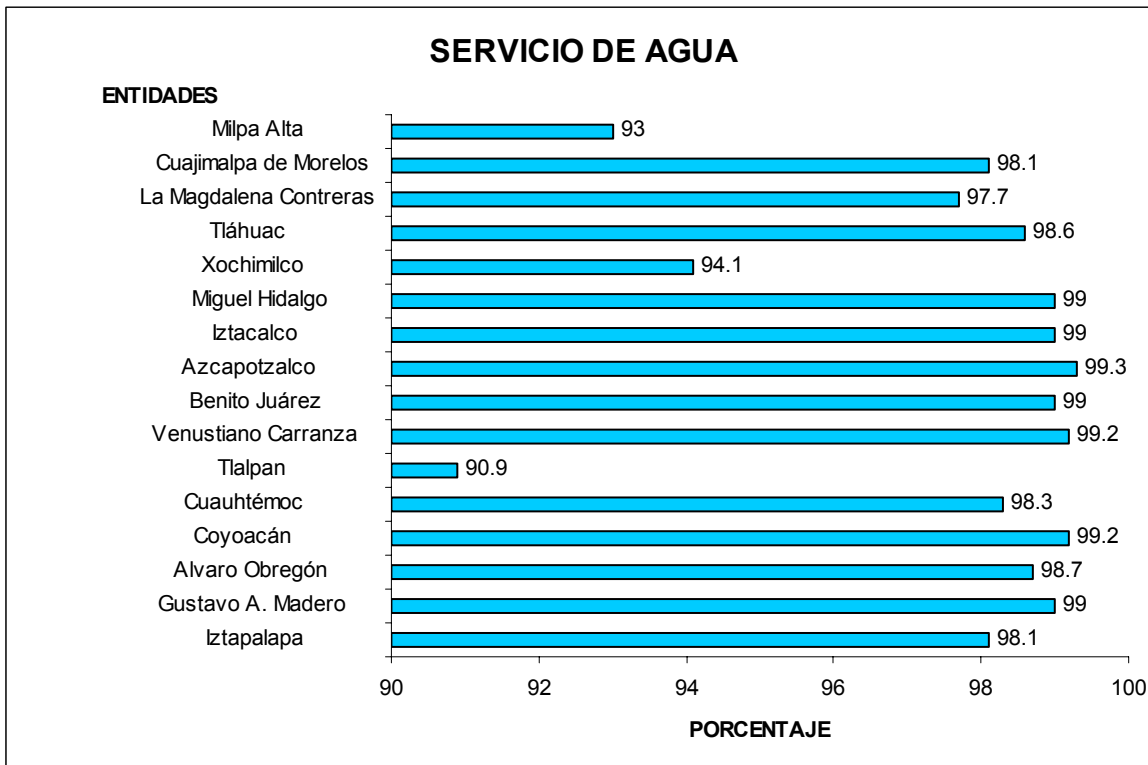 SERVICIO DE AGUA
ENTIDADES
Milpa Alta 93
Cuajimalpa de Morelos 98.1
La Magdalena Contreras 97.7
Tláhuac 98.6
Xochimilco 94.1
Miguel Hidalgo 99
Iztacalco 99
Azcapotzalco 99.3
Benito Juárez 99
Venustiano Carranza 99.2
Tlalpan 90.9
Cuauhtémoc 98.3
Coyoacán 99.2
Alvaro Obregón 98.7
Gustavo A. Madero 99
Iztapalapa 98.1
90 92 94 96 98 100
PORCENTAJE